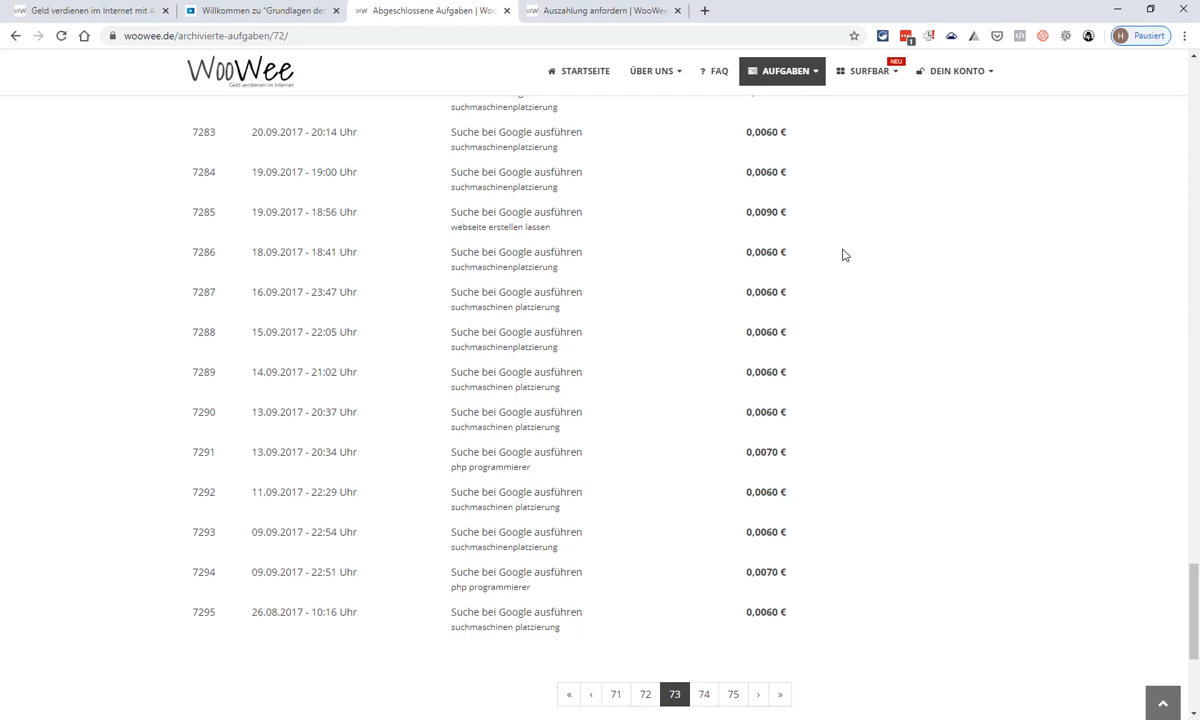 Geld verdienen im Internet mit A
Willkommen zu "Grundlagen der
Abgeschlossene Aufgaben | Woo
Auszahlung anfordern | WooWee
woowee.de/archivierte-aufgaben/72/
1
H Pausiert
WooWee
Geld verdienen im Internet
STARTSEITE
ÜBER UNS
? FAQ
AUFGABEN
SURFBAR
NEU
DEIN KONTO
suchmaschinenplatzierung
7283 20.09.2017 - 20:14 Uhr Suche bei Google ausführen 0,0060 €
suchmaschinenplatzierung
7284 19.09.2017 - 19:00 Uhr Suche bei Google ausführen 0,0060 €
suchmaschinenplatzierung
7285 19.09.2017 - 18:56 Uhr Suche bei Google ausführen 0,0090 €
webseite erstellen lassen
7286 18.09.2017 - 18:41 Uhr Suche bei Google ausführen 0,0060 €
suchmaschinenplatzierung
7287 16.09.2017 - 23:47 Uhr Suche bei Google ausführen 0,0060 €
suchmaschinen platzierung
7288 15.09.2017 - 22:05 Uhr Suche bei Google ausführen 0,0060 €
suchmaschinenplatzierung
7289 14.09.2017 - 21:02 Uhr Suche bei Google ausführen 0,0060 €
suchmaschinen platzierung
7290 13.09.2017 - 20:37 Uhr Suche bei Google ausführen 0,0060 €
suchmaschinen platzierung
7291 13.09.2017 - 20:34 Uhr Suche bei Google ausführen 0,0070 €
php programmierer
7292 11.09.2017 - 22:29 Uhr Suche bei Google ausführen 0,0060 €
suchmaschinen platzierung
7293 09.09.2017 - 22:54 Uhr Suche bei Google ausführen 0,0060 €
suchmaschinenplatzierung
7294 09.09.2017 - 22:51 Uhr Suche bei Google ausführen 0,0070 €
php programmierer
7295 26.08.2017 - 10:16 Uhr Suche bei Google ausführen 0,0060 €
suchmaschinen platzierung
« ‹ 71 72 73 74 75 › »